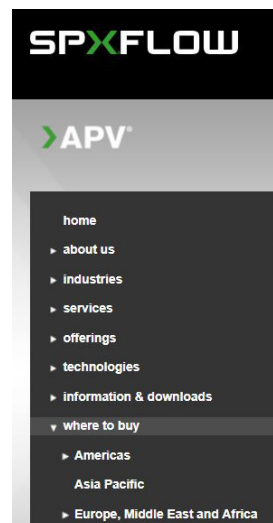 SPXFLOW
APV®
home
about us
industries
services
offerings
technologies
information & downloads
where to buy
Americas
Asia Pacific
Europe, Middle East and Africa